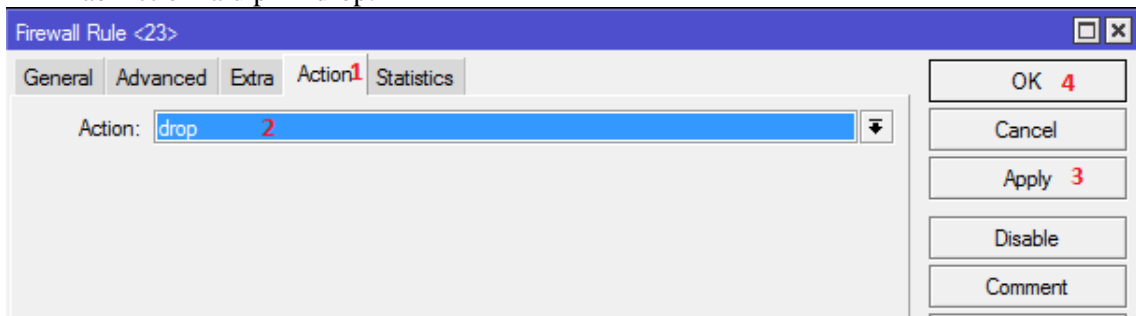 Firewall Rule <23>
General Advanced Extra Action 1 Statistics
Action: drop 2
OK 4
Cancel
Apply 3
Disable
Comment